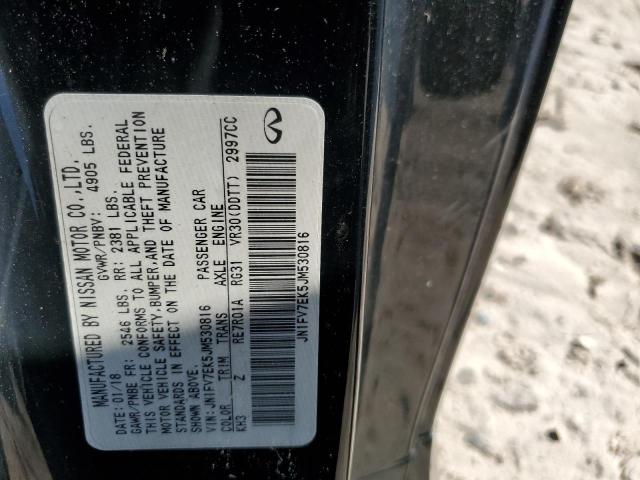 MANUFACTURED BY NISSAN MOTOR CO.,LTD.
DATE: 01/18 GVWR/PNBV: 4905 LBS.
GAWR/PNBE FR: 2546 LBS. RR: 2391 LBS.
THIS VEHICLE CONFORMS TO ALL APPLICABLE FEDERAL
MOTOR VEHICLE SAFETY,BUMPER,AND THEFT PREVENTION
STANDARDS IN EFFECT ON THE DATE OF MANUFACTURE
SHOWN ABOVE.
VIN:JN1FV7EK5JM530816 PASSENGER CAR
COLOR TRIM TRANS AXLE ENGINE
KH3 Z RE7R01A RG31 VR30(DDTT) 2997CC
JN1FV7EK5JM530816